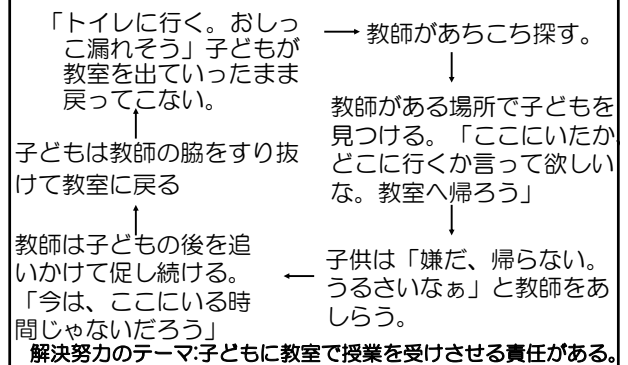 「トイレに行く。おしっ
こ漏れそう」子どもが
教室を出ていったまま
戻ってこない。
教師があちこち探す。
教師がある場所で子どもを
見つける。「ここにいたか、
どこに行くか言って欲しい
な。教室へ帰ろう」
子供は「嫌だ、帰らない。
うるさいなぁ」と教師をあ
しらう。
教師は子どもの後を追
いかけて促し続ける。
「今は、ここにいる時
間じゃないだろう」
子どもは教師の脇をすり抜
けて教室に戻る
解決努力のテーマ:子どもに教室で授業を受けさせる責任がある。